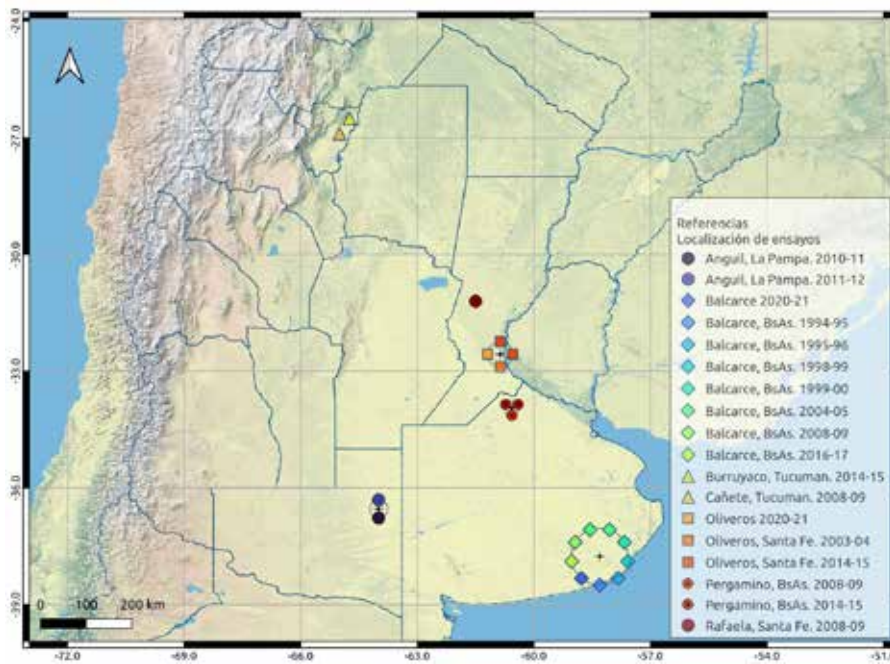 -24.0
-27.0
-30.0
-33.0
-36.0
-39.0
Referencias
Localización de ensayos
Anguil, La Pampa. 2010-11
Anguil, La Pampa. 2011-12
Balcarce 2020-21
Balcarce, BsAs. 1994-95
Balcarce, BsAs. 1995-96
Balcarce, BsAs. 1998-99
Balcarce, BsAs. 1999-00
Balcarce, BsAs. 2004-05
Balcarce, BsAs. 2008-09
Balcarce, BsAs. 2016-17
Burruyaco, Tucuman. 2014-15
Cañete, Tucuman. 2008-09
Oliveros 2020-21
Oliveros, Santa Fe. 2003-04
Oliveros, Santa Fe. 2014-15
Pergamino, BsAs. 2008-09
Pergamino, BsAs. 2014-15
Rafaela, Santa Fe. 2008-09
0 100 200 km
-72.0 -69.0 -66.0 -63.0 -60.0 -57.0 -54.0